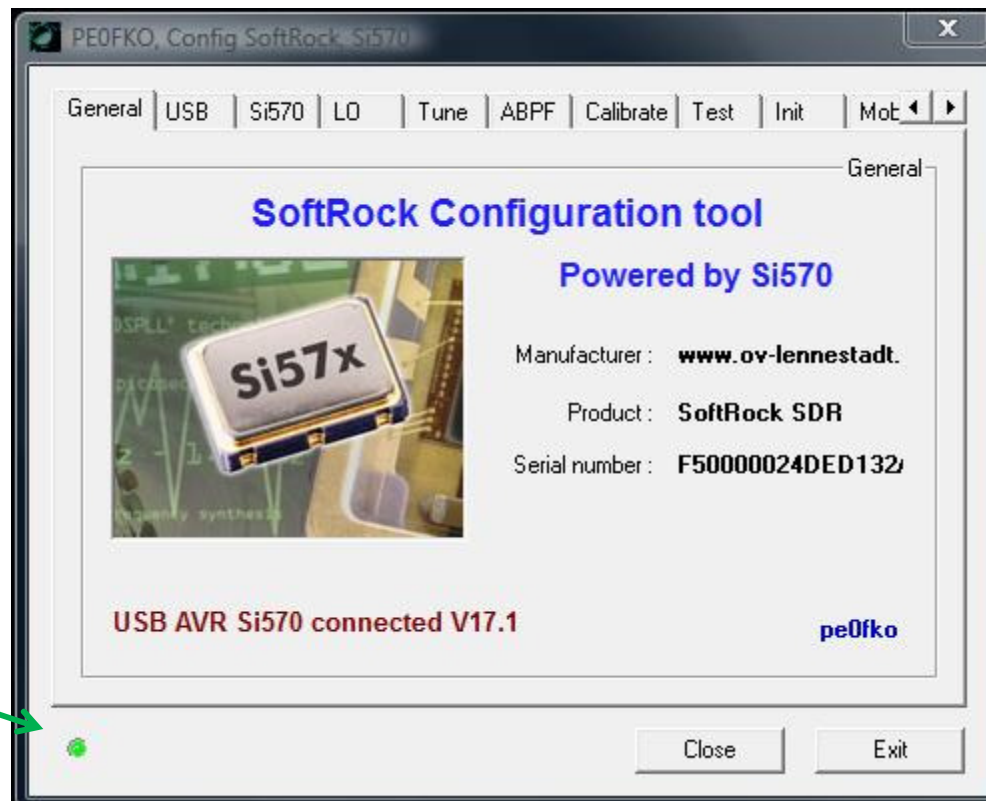 PE0FKO, Config SoftRock. Si570
X
General USB Si570 LO Tune ABPF Calibrate Test Init
General
SoftRock Configuration tool
Powered by Si570
Si57x
Manufacturer : www.ov-lennestadt.
Product : SoftRock SDR
Serial number : F50000024DED132
USB AVR Si570 connected V17.1
pe0fko
Close Exit